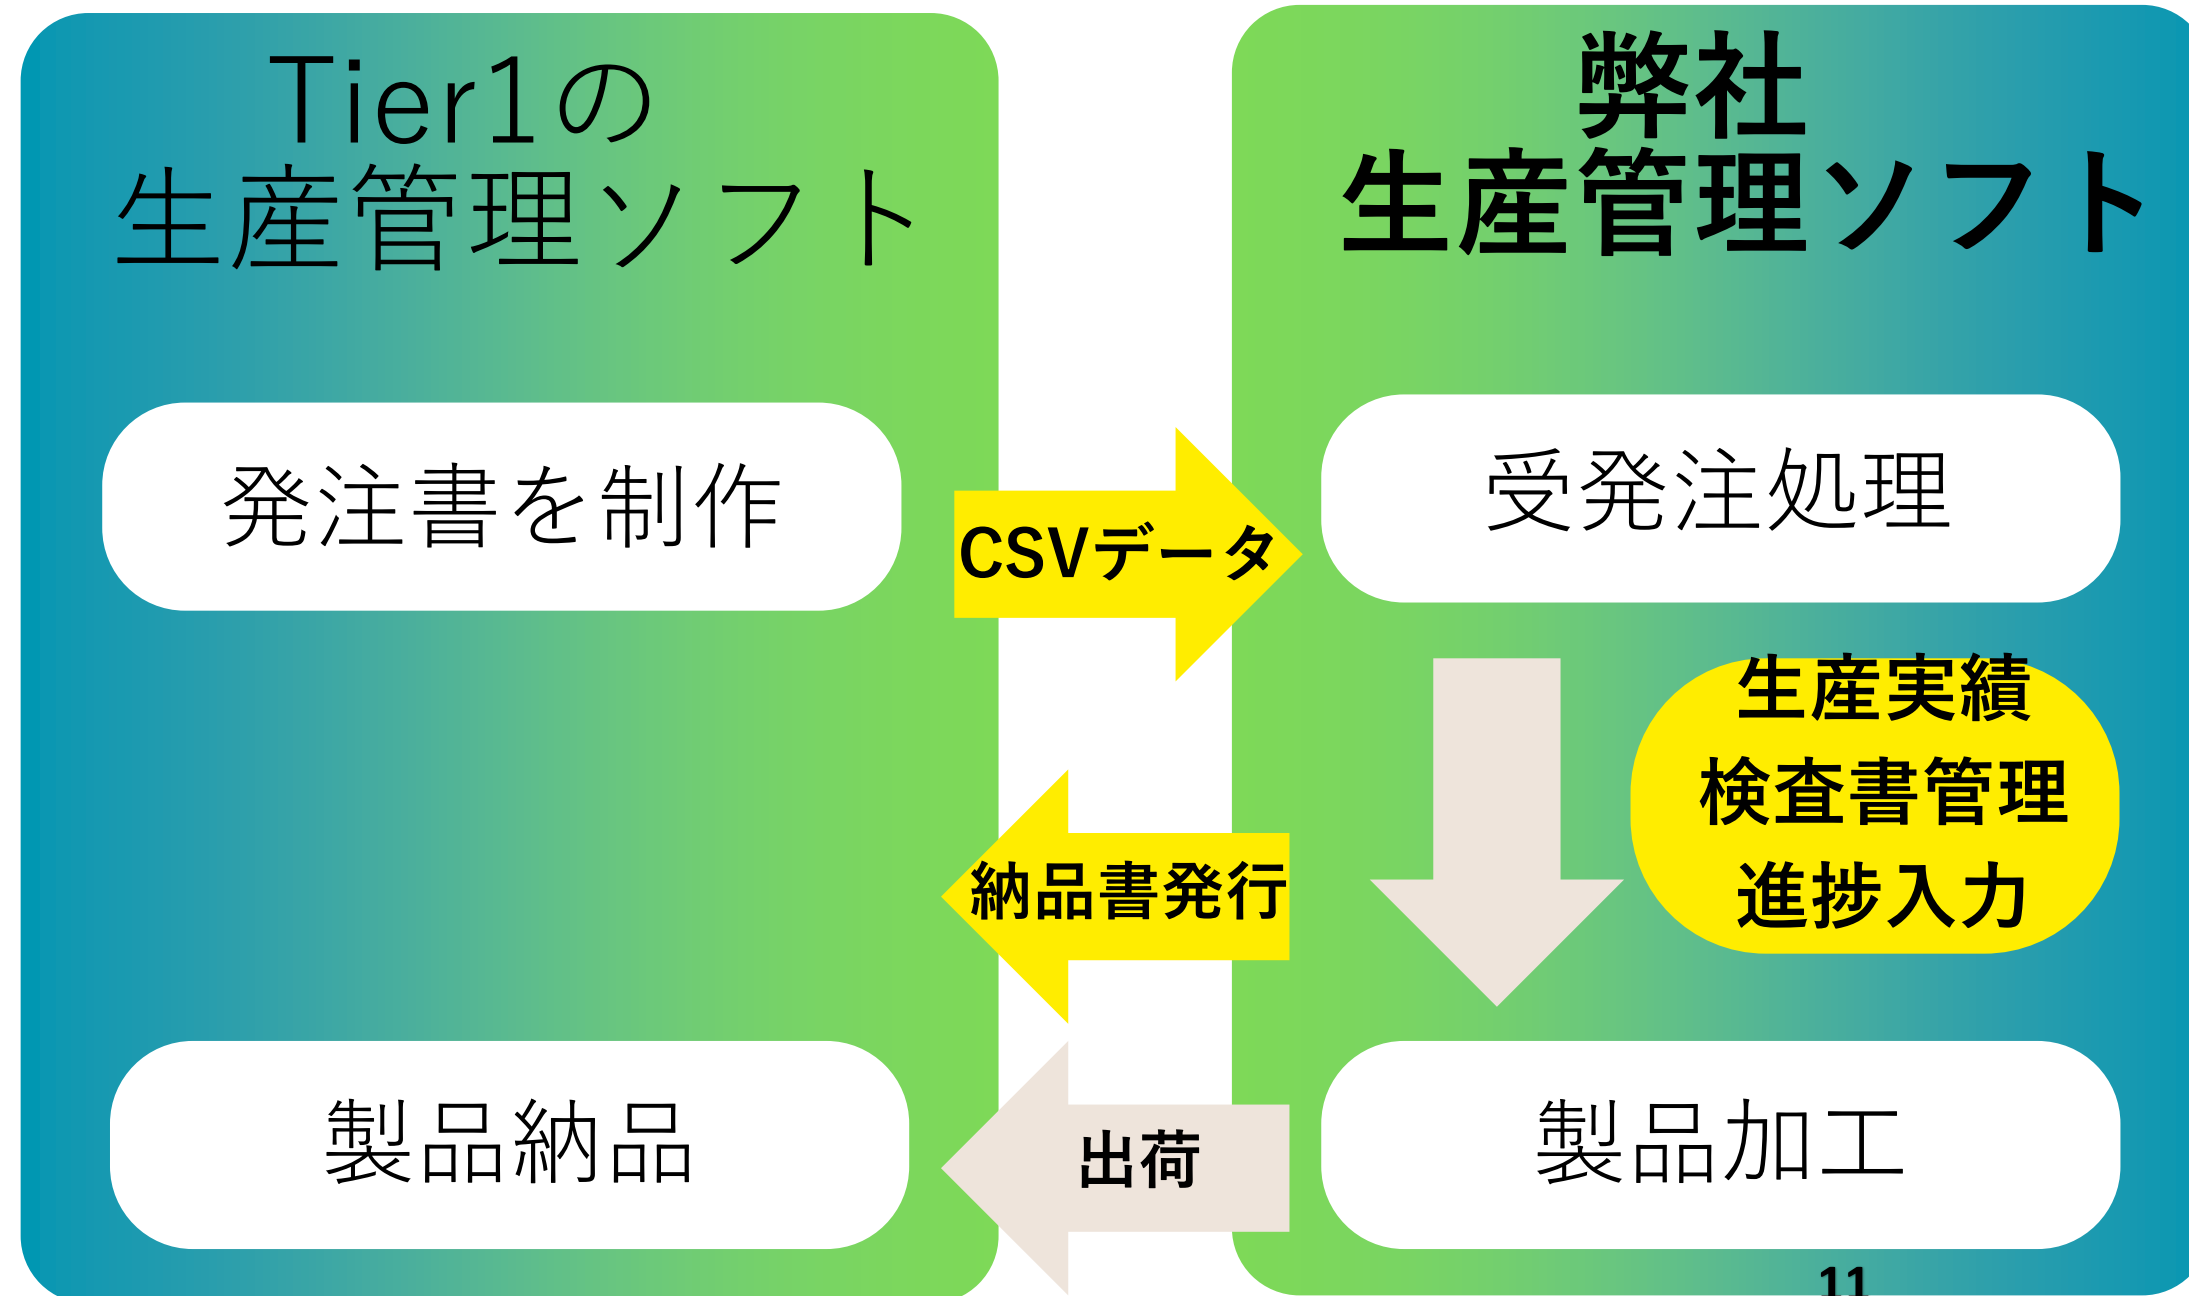 Tier1の
生産管理ソフト
発注書を制作
製品納品
CSVデータ
納品書発行
出荷
弊社
生産管理ソフト
受発注処理
生産実績
検査書管理
進捗入力
製品加工
11